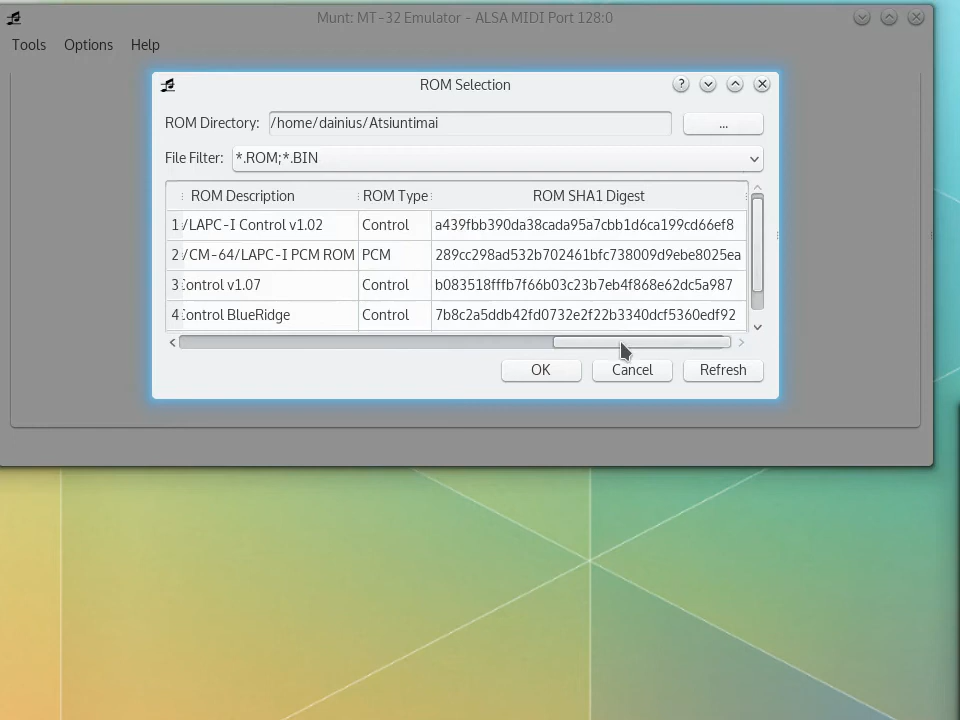 Munt: MT-32 Emulator - ALSA MIDI Port 128:0
Tools Options Help
ROM Selection
?
ROM Directory: /home/dainius/Atsiuntimai ...
File Filter: *.ROM;*.BIN
ROM Description ROM Type ROM SHA1 Digest
1 /LAPC-I Control v1.02 Control a439fbb390da38cada95a7cbb1d6ca199cd66ef8
2 /CM-64/LAPC-I PCM ROM PCM 289cc298ad532b702461bfc738009d9ebe8025ea
3 ontrol v1.07 Control b083518fffb7f66b03c23b7eb4f868e62dc5a987
4 ontrol BlueRidge Control 7b8c2a5ddb42fd0732e2f22b3340dcf5360edf92
OK Cancel Refresh